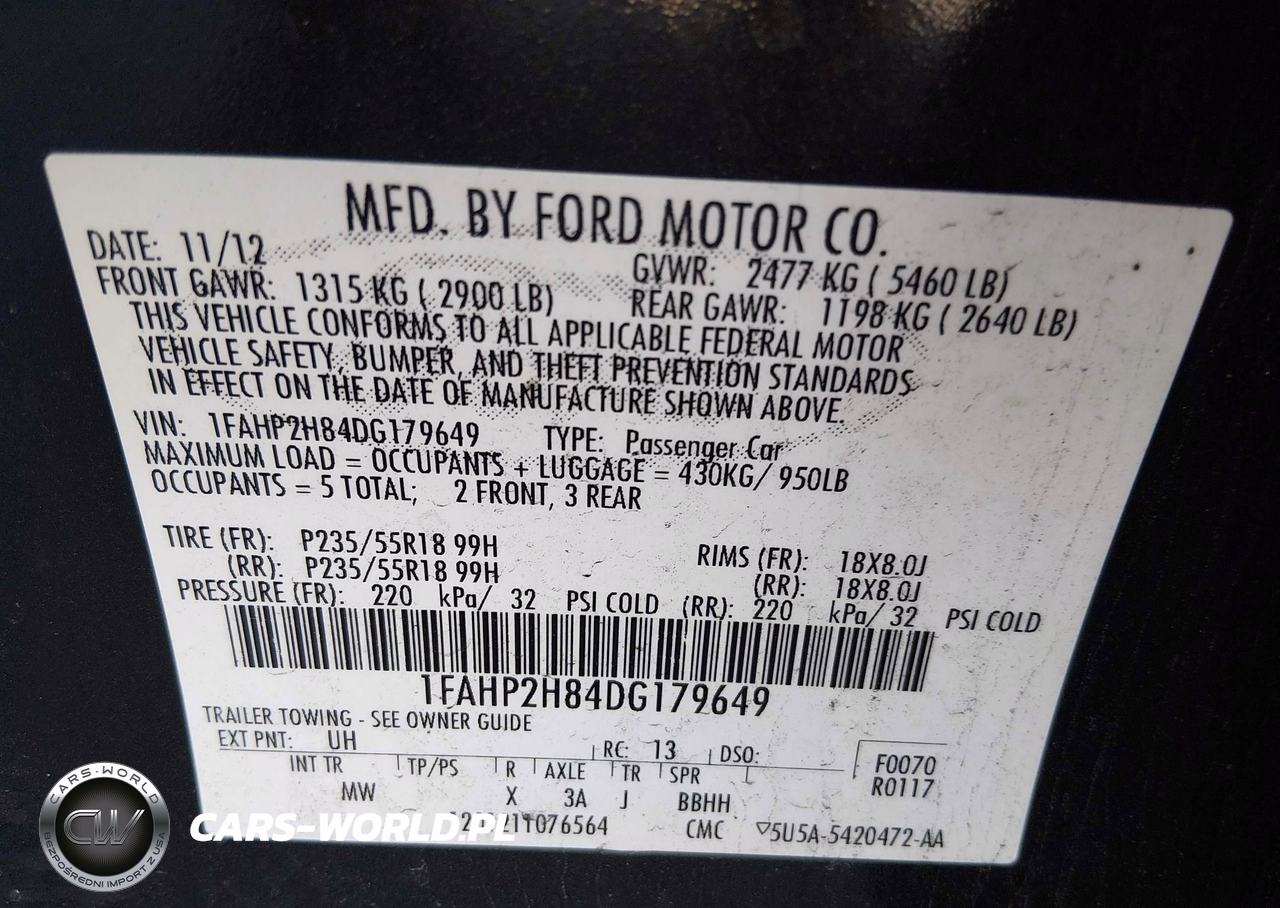 MFD. BY FORD MOTOR CO.
DATE: 11/12 GVWR: 2477 KG ( 5460 LB)
FRONT GAWR: 1315 KG ( 2900 LB) REAR GAWR: 1198 KG ( 2640 LB)
THIS VEHICLE CONFORMS TO ALL APPLICABLE FEDERAL MOTOR
VEHICLE SAFETY, BUMPER, AND THEFT PREVENTION STANDARDS
IN EFFECT ON THE DATE OF MANUFACTURE SHOWN ABOVE.
VIN: 1FAHP2H84DG179649 TYPE: Passenger Car
MAXIMUM LOAD = OCCUPANTS + LUGGAGE = 430KG/ 950LB
OCCUPANTS = 5 TOTAL; 2 FRONT, 3 REAR
TIRE (FR): P235/55R18 99H RIMS (FR): 18X8.0J
(RR): P235/55R18 99H (RR): 18X8.0J
PRESSURE (FR): 220 kPa/ 32 PSI COLD (RR): 220 kPa/ 32 PSI COLD
1FAHP2H84DG179649
TRAILER TOWING - SEE OWNER GUIDE
EXT PNT: UH RC: 13 DSO: F0070
INT TR TP/PS R AXLE TR SPR R0117
MW X 3A J BBHH
CMC ▽5U5A-5420472-AA
CARS-WORLD
CW
BEZPOŚREDNI IMPORT Z USA
CARS-WORLD.PL